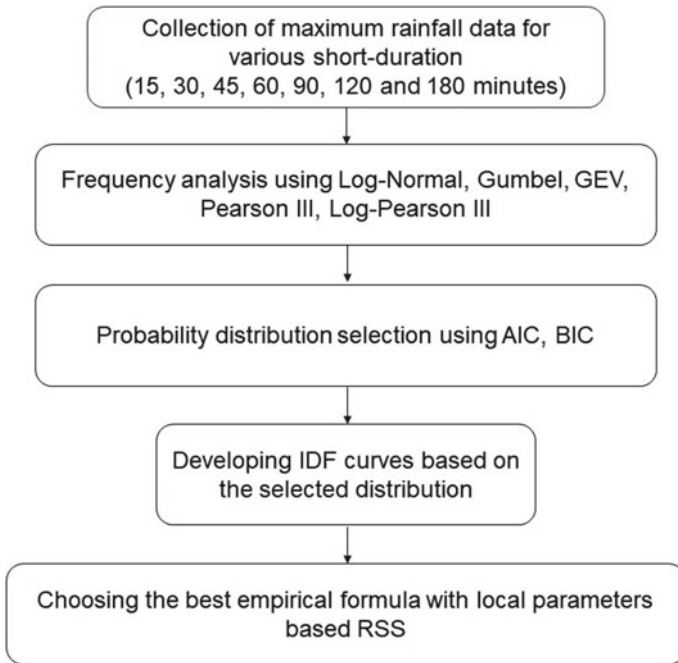 Collection of maximum rainfall data for
various short-duration
(15, 30, 45, 60, 90, 120 and 180 minutes)
Frequency analysis using Log-Normal, Gumbel, GEV,
Pearson III, Log-Pearson III
Probability distribution selection using AIC, BIC
Developing IDF curves based on
the selected distribution
Choosing the best empirical formula with local parameters
based RSS